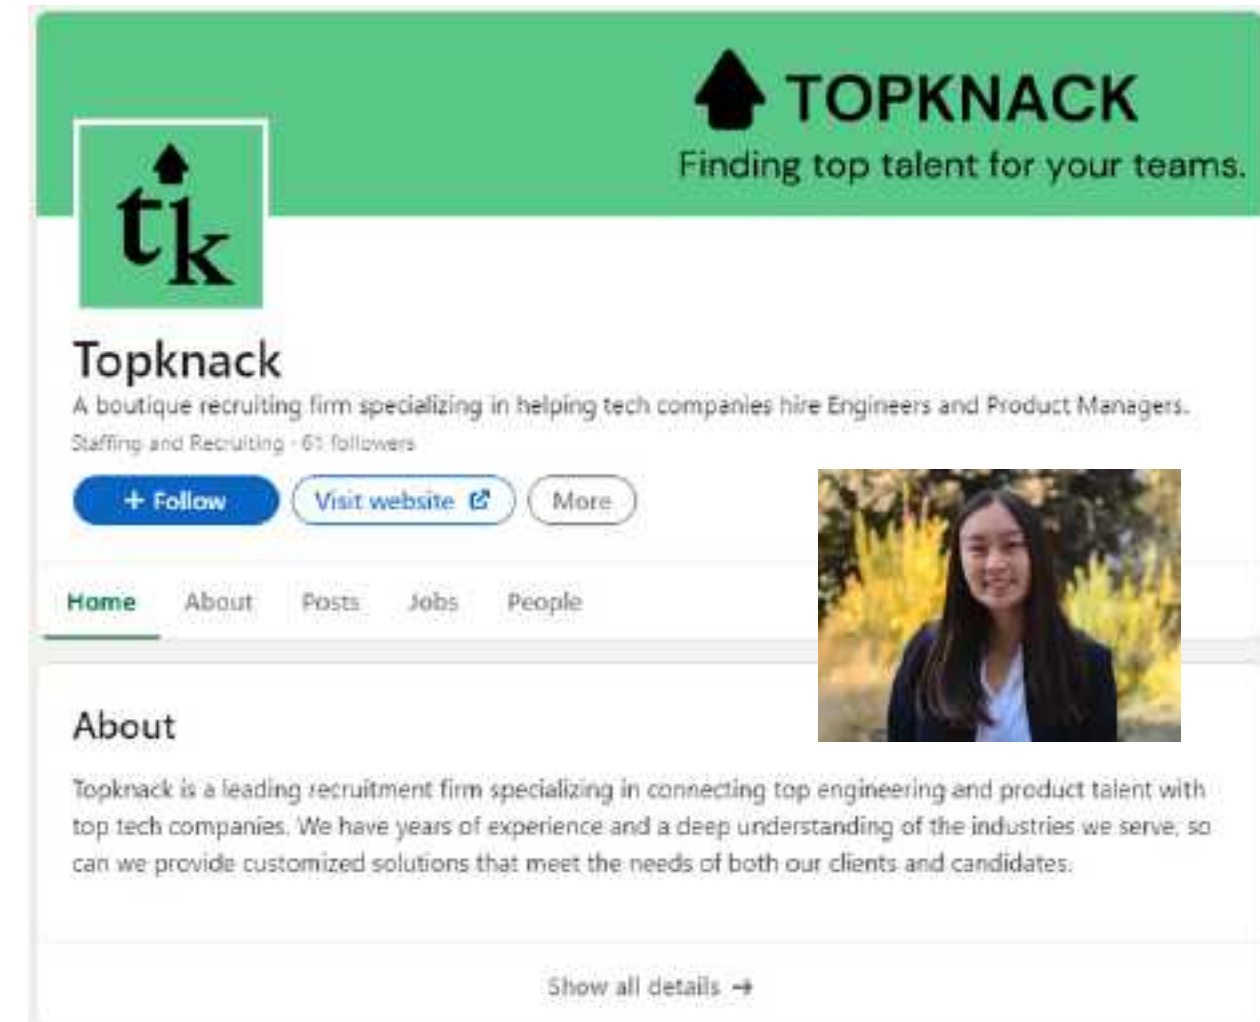 TOPKNACK
Finding top talent for your teams.
tk
Topknack
A boutique recruiting firm specializing in helping tech companies hire Engineers and Product Managers.
Staffing and Recruiting · 61 followers
+ Follow
Visit website
More
Home
About
Posts
Jobs
People
About
Topknack is a leading recruitment firm specializing in connecting top engineering and product talent with
top tech companies. We have years of experience and a deep understanding of the industries we serve, so
can we provide customized solutions that meet the needs of both our clients and candidates.
Show all details →